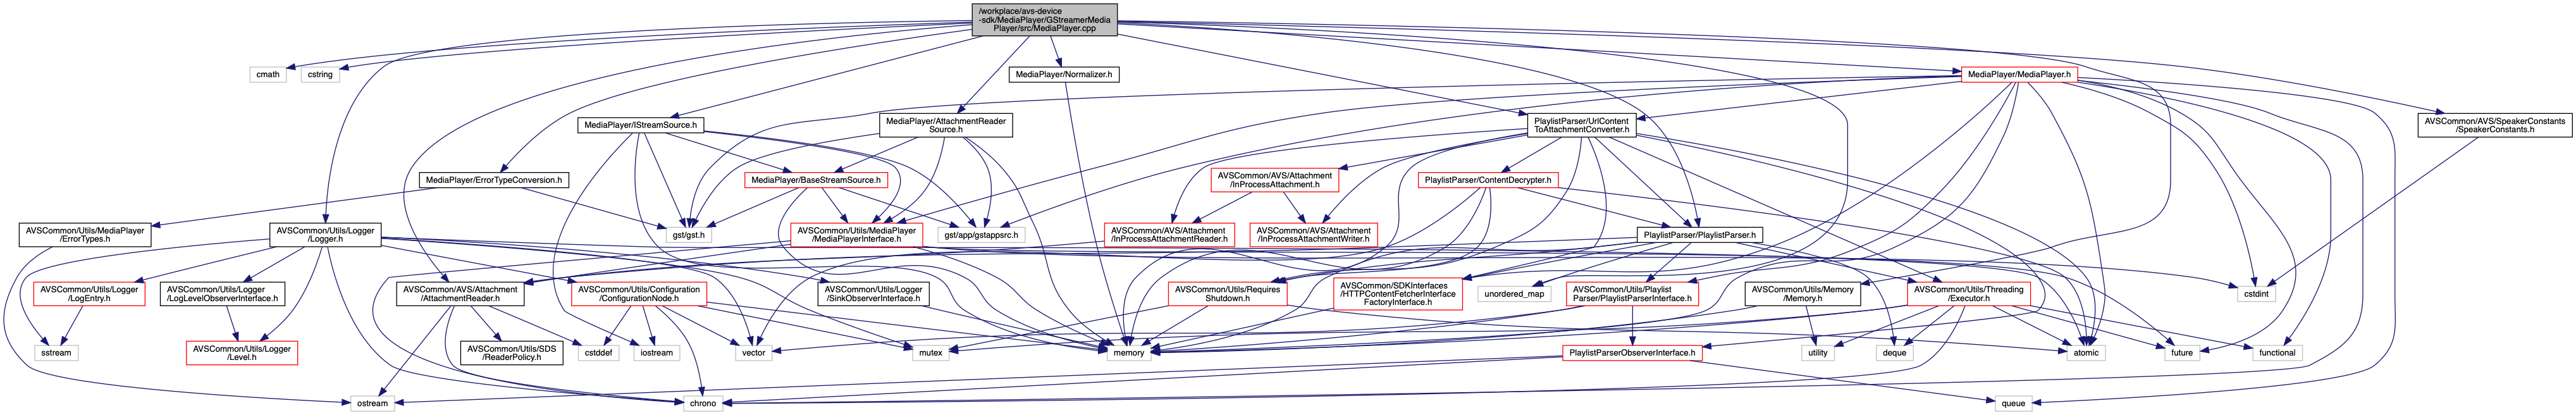 /workplace/avs-device
-sdk/MediaPlayer/GStreamerMedia
Player/src/MediaPlayer.cpp
cmath
cstring
MediaPlayer/Normalizer.h
MediaPlayer/MediaPlayer.h
MediaPlayer/IStreamSource.h
MediaPlayer/AttachmentReader
Source.h
PlaylistParser/UrlContent
ToAttachmentConverter.h
AVSCommon/AVS/SpeakerConstants
/SpeakerConstants.h
MediaPlayer/ErrorTypeConversion.h
MediaPlayer/BaseStreamSource.h
AVSCommon/AVS/Attachment
/InProcessAttachment.h
PlaylistParser/ContentDecrypter.h
AVSCommon/Utils/MediaPlayer
/ErrorTypes.h
AVSCommon/Utils/Logger
/Logger.h
gst/gst.h
AVSCommon/Utils/MediaPlayer
/MediaPlayerInterface.h
gst/app/gstappsrc.h
AVSCommon/AVS/Attachment
/InProcessAttachmentReader.h
AVSCommon/AVS/Attachment
/InProcessAttachmentWriter.h
PlaylistParser/PlaylistParser.h
AVSCommon/Utils/Logger
/LogEntry.h
AVSCommon/Utils/Logger
/LogLevelObserverInterface.h
AVSCommon/AVS/Attachment
/AttachmentReader.h
AVSCommon/Utils/Configuration
/ConfigurationNode.h
AVSCommon/Utils/Logger
/SinkObserverInterface.h
AVSCommon/Utils/Requires
Shutdown.h
AVSCommon/SDKInterfaces
/HTTPContentFetcherInterface
FactoryInterface.h
unordered_map
AVSCommon/Utils/Playlist
Parser/PlaylistParserInterface.h
AVSCommon/Utils/Memory
/Memory.h
AVSCommon/Utils/Threading
/Executor.h
cstdint
sstream
AVSCommon/Utils/Logger
/Level.h
AVSCommon/Utils/SDS
/ReaderPolicy.h
cstddef
iostream
vector
mutex
memory
PlaylistParserObserverInterface.h
utility
deque
atomic
future
functional
ostream
chrono
queue